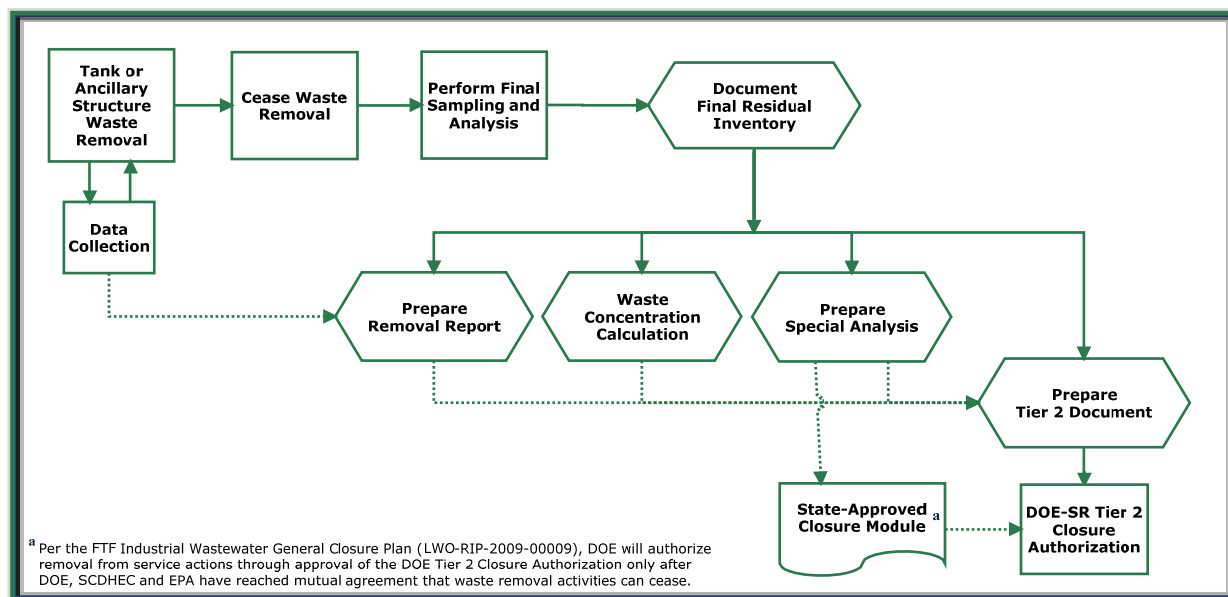 Tank or
Ancillary
Structure
Waste
Removal
Cease Waste
Removal
Perform Final
Sampling and
Analysis
Document
Final Residual
Inventory
Data
Collection
Prepare
Removal Report
Waste
Concentration
Calculation
Prepare
Special Analysis
Prepare
Tier 2 Document
State-Approved
Closure Module a
DOE-SR Tier 2
Closure
Authorization
a Per the FTF Industrial Wastewater General Closure Plan (LWO-RIP-2009-00009), DOE will authorize
removal from service actions through approval of the DOE Tier 2 Closure Authorization only after
DOE, SCDHEC and EPA have reached mutual agreement that waste removal activities can cease.